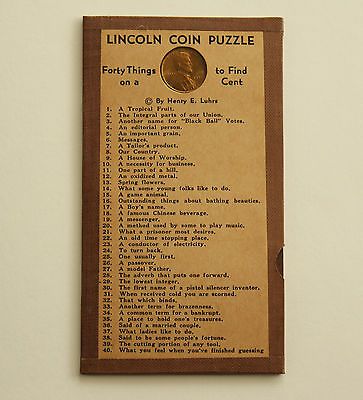 LINCOLN COIN PUZZLE
Forty Things to Find
on a Cent
© By Henry E. Luhrs
1. A Tropical Fruit.
2. The Integral parts of our Union.
3. Another name for "Black Ball" Votes.
4. An editorial person.
5. An important grain.
6. Messages,
7. A Tailor's product.
8. Our Country.
9. A House of Worship.
10. A necessity for business,
11. One part of a hill,
12. An oxidized metal.
13. Spring flowers,
14. What some young folks like to do,
15. A game animal,
16. Outstanding things about bathing beauties,
17. A Boy's name,
18. A famous Chinese beverage.
19. A messenger,
20. A method used by some to play music,
21. What a prisoner most desires.
22. An old time stopping place,
23. A conductor of electricity,
24. To turn back,
25. One usually first,
26. A passover,
27. A model Father,
28. The adverb that puts one forward,
29. The lowest integer,
30. The first name of a pistol silencer inventor,
31. When received cold you are scorned.
32. That which binds,
33. Another term for brazenness,
34. A common term for a bankrupt.
35. A place to hold one's treasures.
36. Said of a married couple,
37. What ladies like to do,
38. Said to be some people's fortune.
39. The cutting portion of any tool.
40. What you feel when you've finished guessing